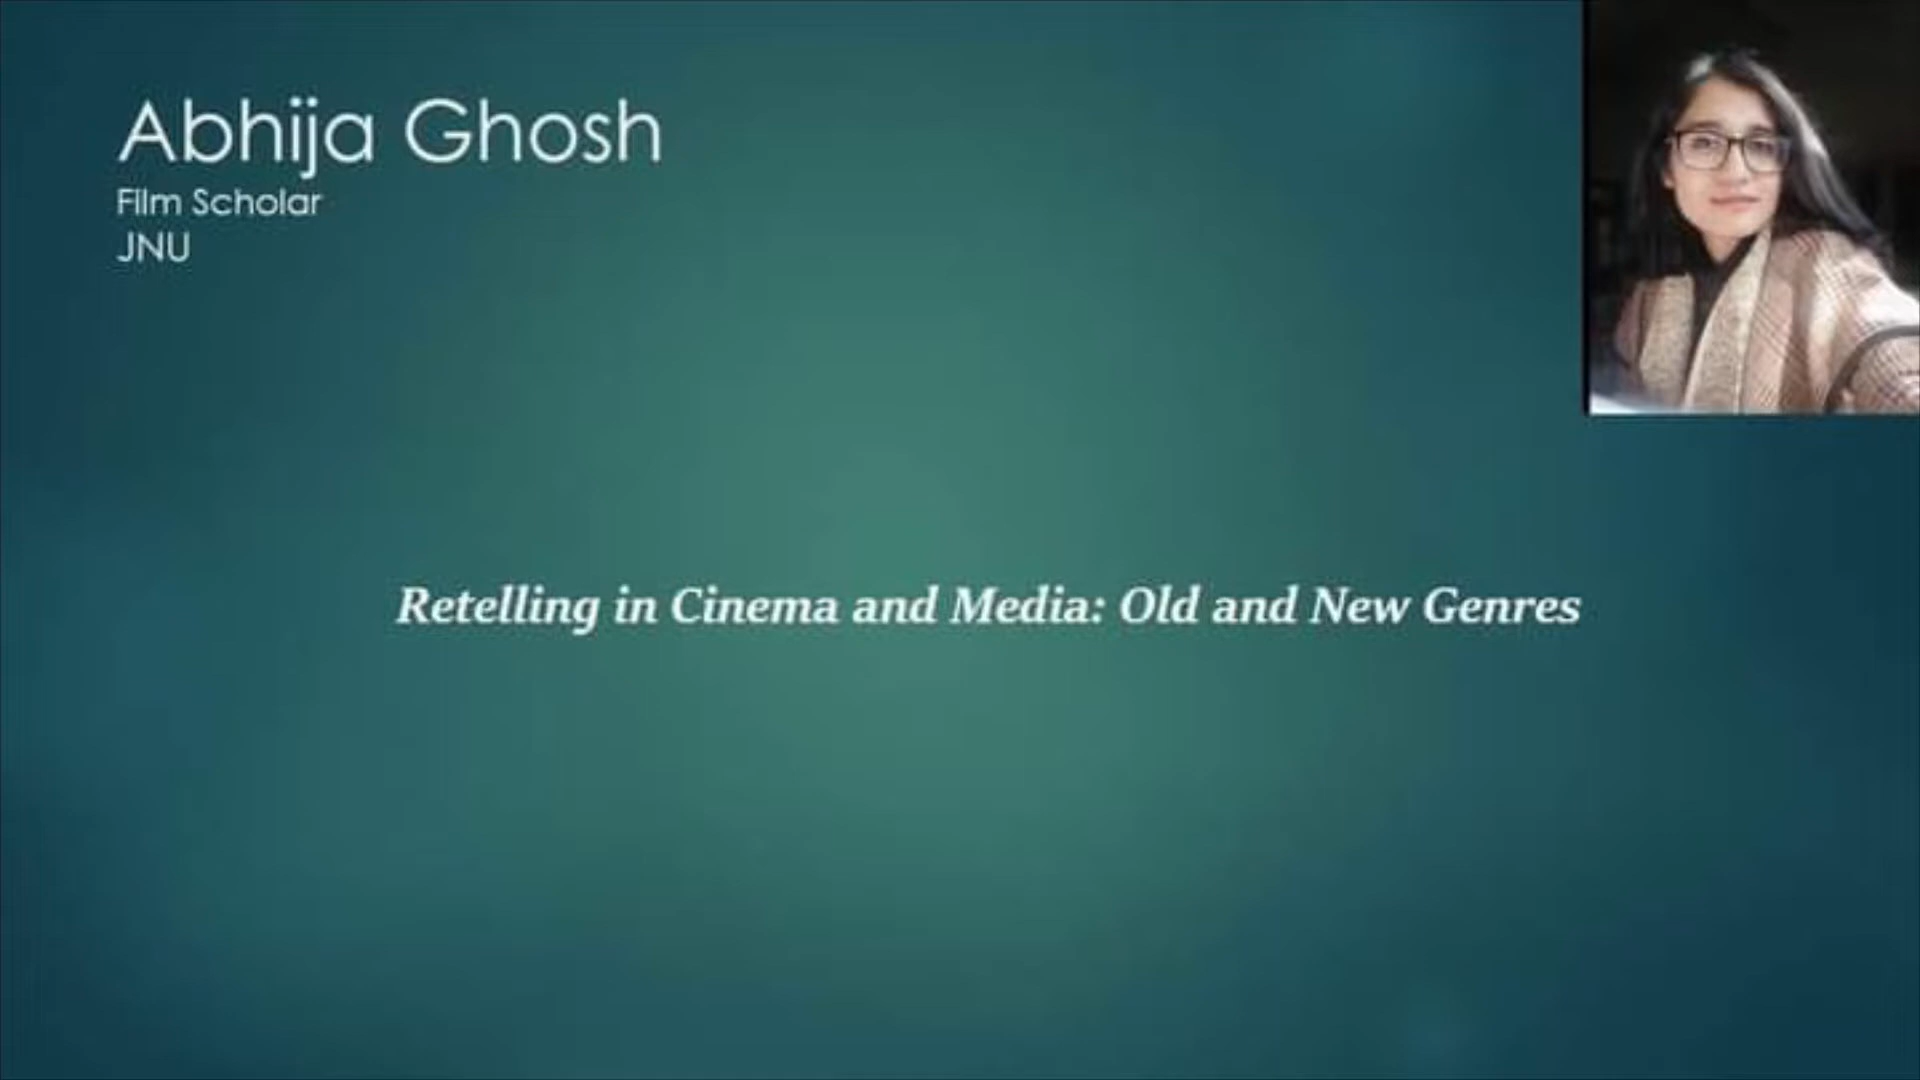 Abhija Ghosh
Film Scholar
JNU
Retelling in Cinema and Media: Old and New Genres